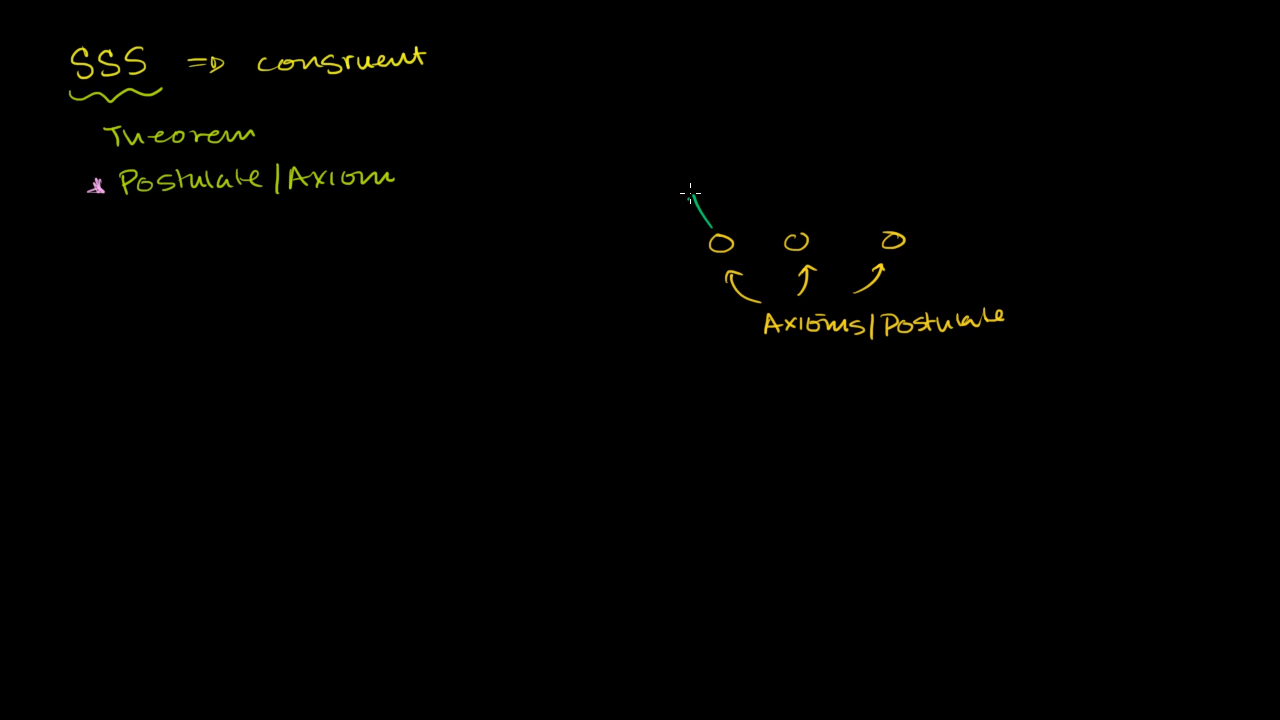 SSS ⇒ congruent
Theorem
* Postulate/Axiom
Axioms/Postulate